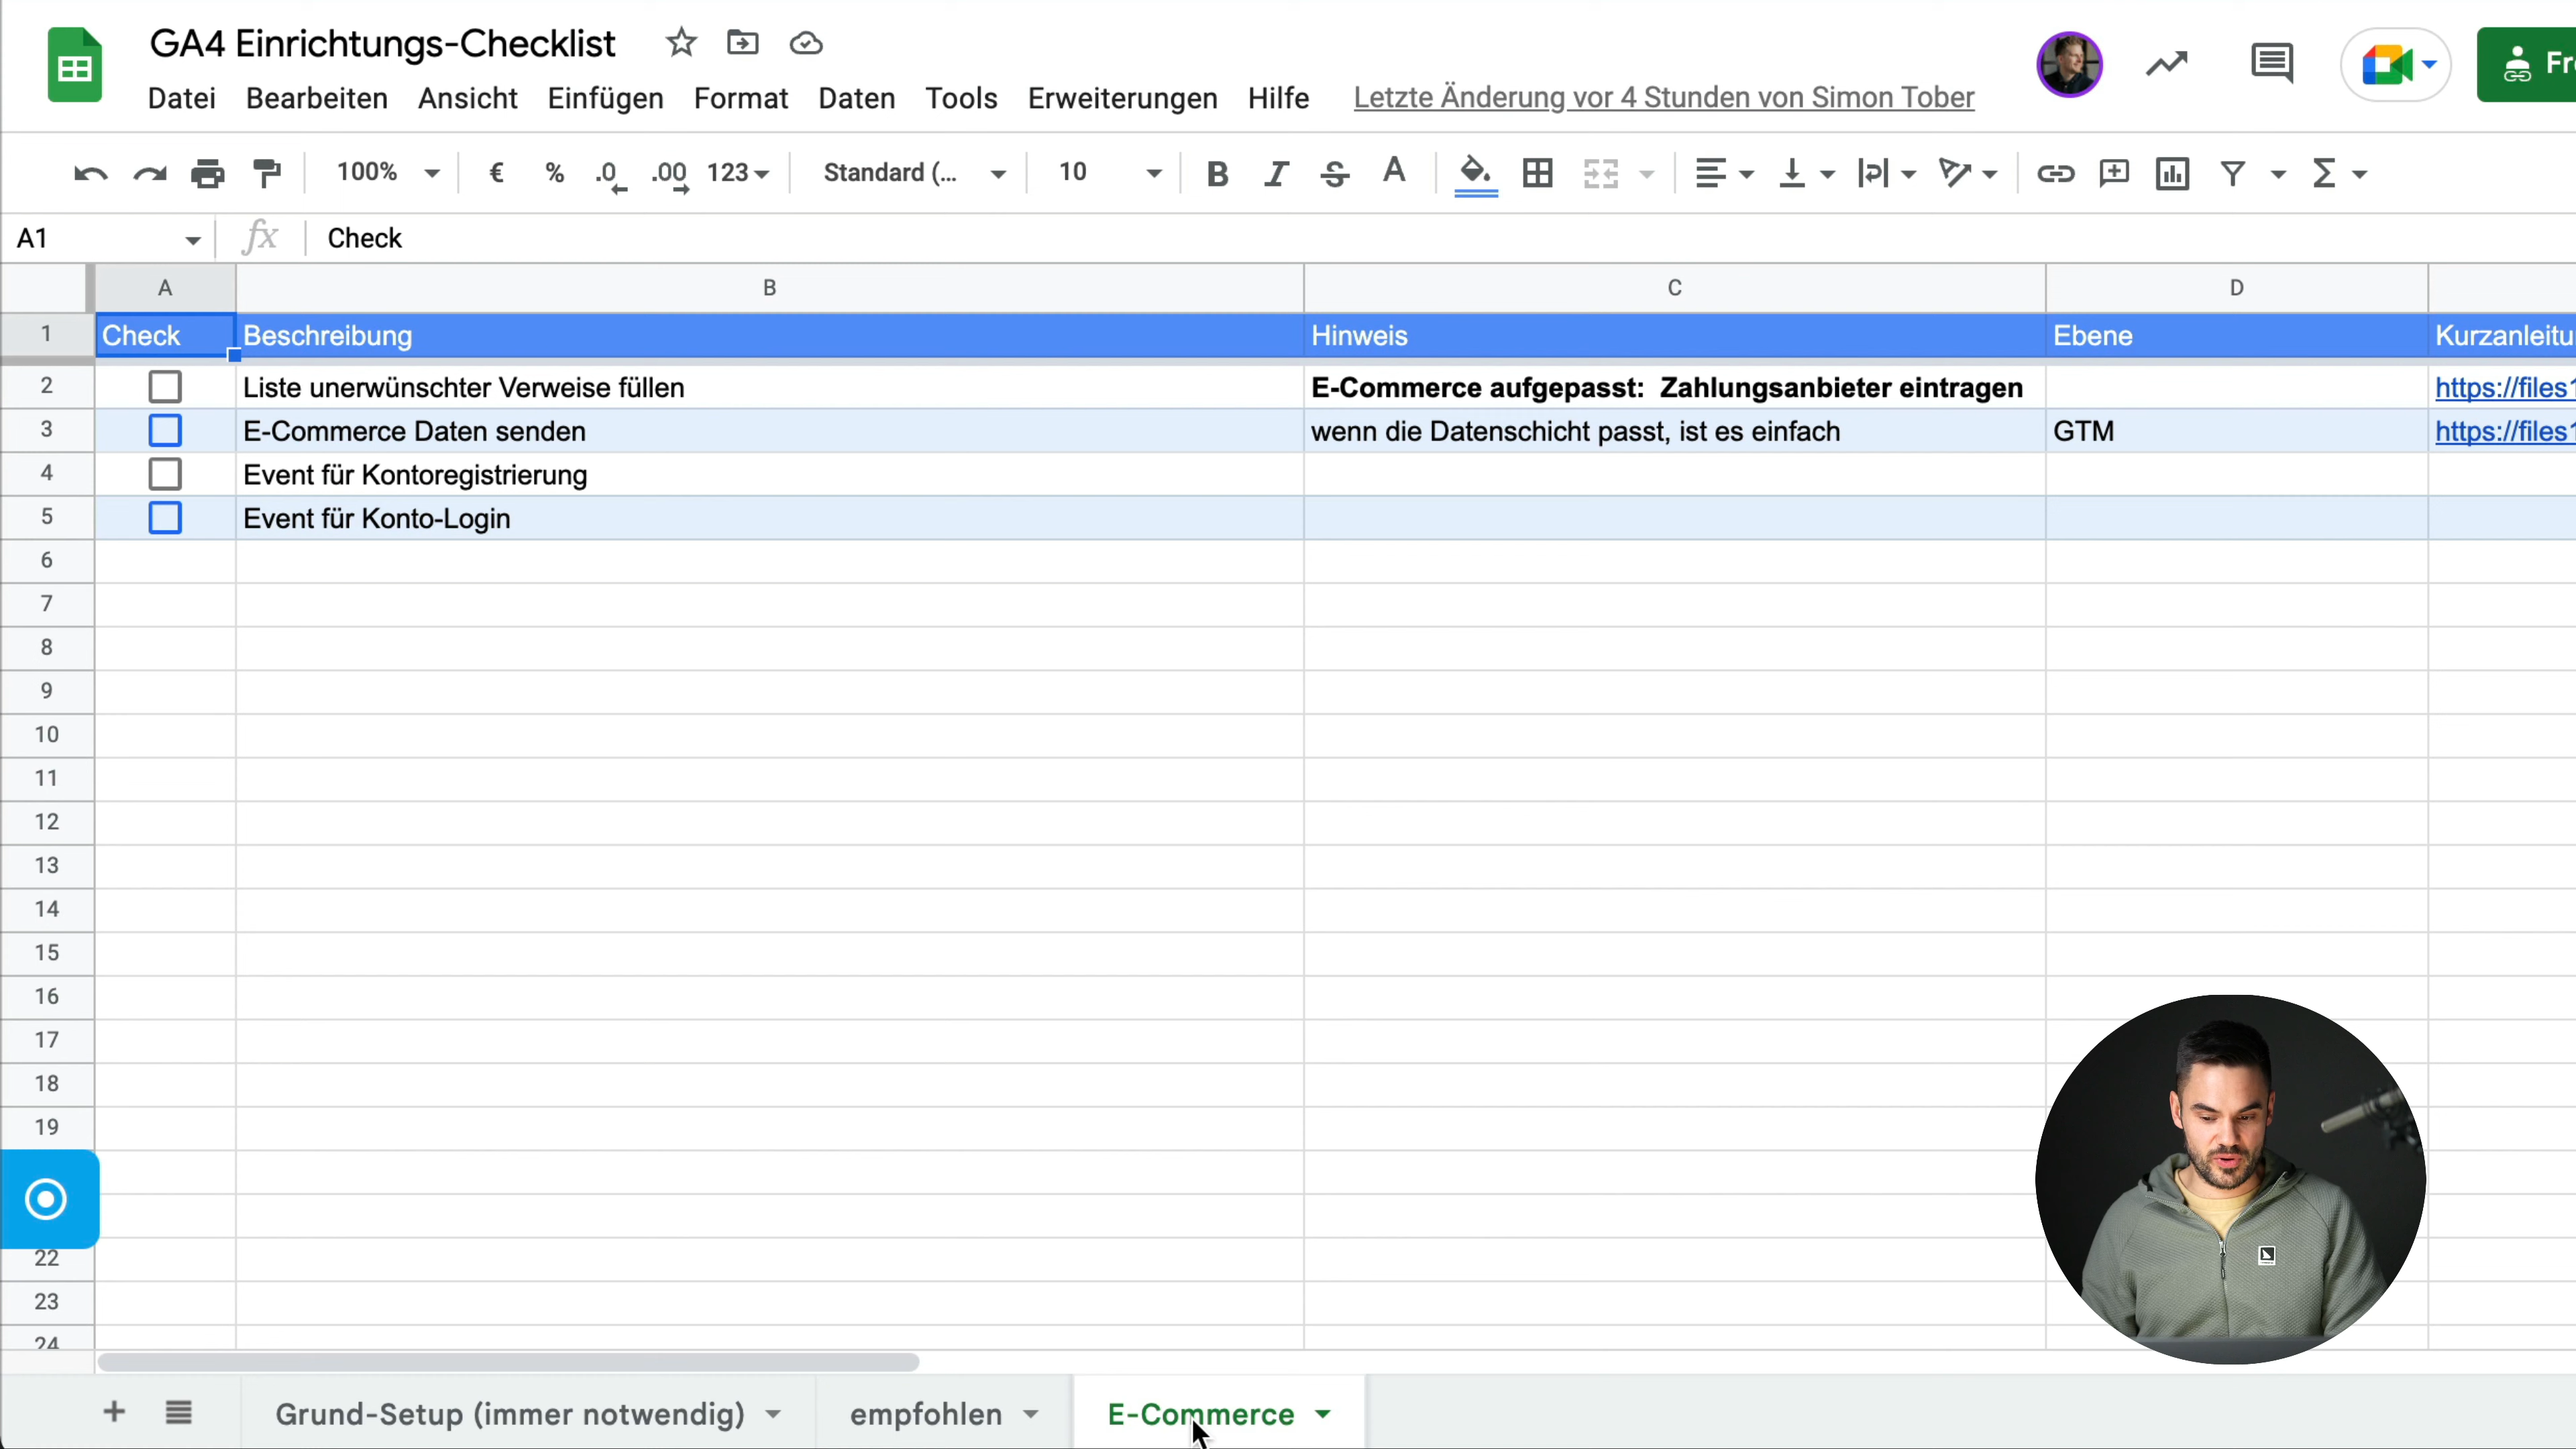 GA4 Einrichtungs-Checklist
Datei Bearbeiten Ansicht Einfügen Format Daten Tools Erweiterungen Hilfe Letzte Änderung vor 4 Stunden von Simon Tober
100% € % .0 .00 123 Standard (... 10 B I S A
A1 fx Check
A B C D
1 Check Beschreibung Hinweis Ebene
2 Liste unerwünschter Verweise füllen E-Commerce aufgepasst: Zahlungsanbieter eintragen
3 E-Commerce Daten senden wenn die Datenschicht passt, ist es einfach GTM
4 Event für Kontoregistrierung
5 Event für Konto-Login
6
7
8
9
10
11
12
13
14
15
16
17
18
19
22
23
24
Grund-Setup (immer notwendig) empfohlen E-Commerce